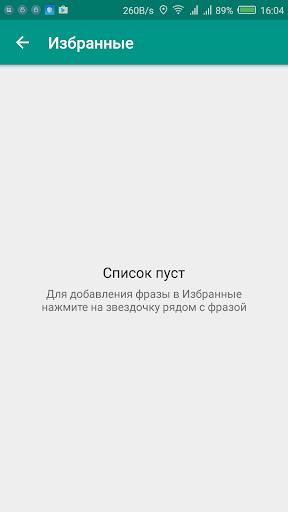 260B/s 89% 16:04
Избранные
Список пуст
Для добавления фразы в Избранные
нажмите на звездочку рядом с фразой